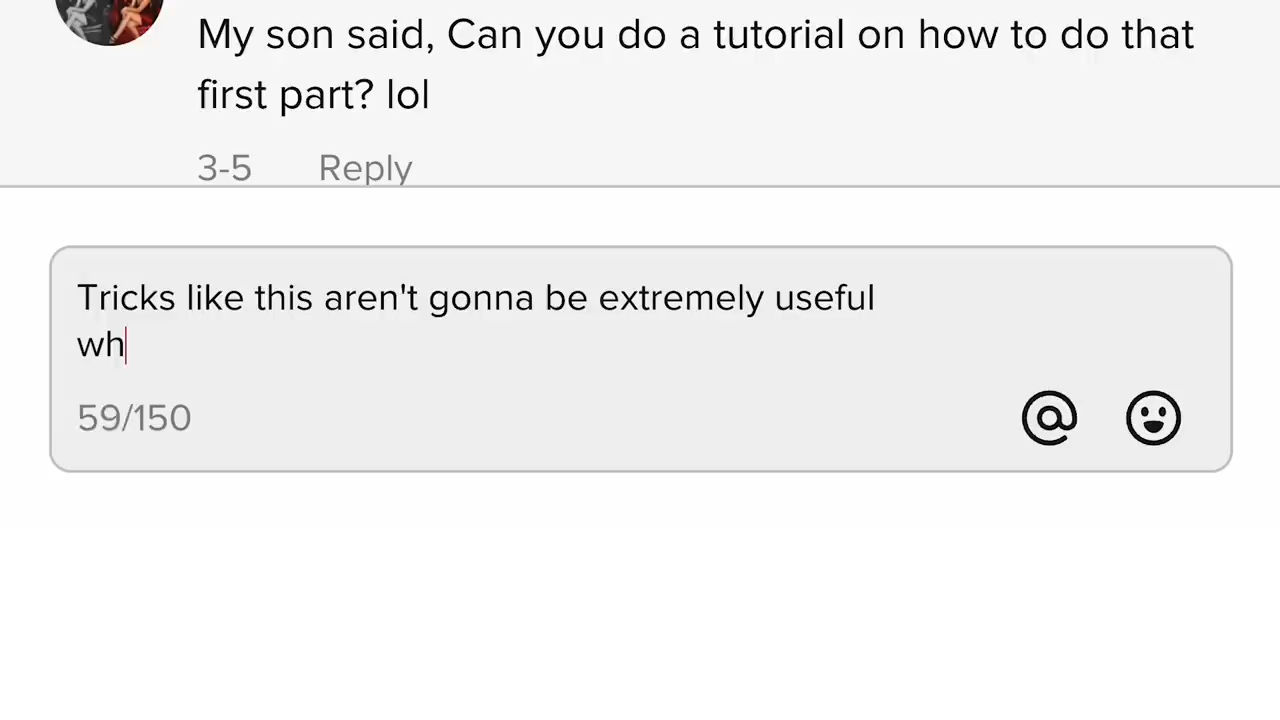 My son said, Can you do a tutorial on how to do that
first part? lol
3-5 Reply
Tricks like this aren't gonna be extremely useful
wh
59/150